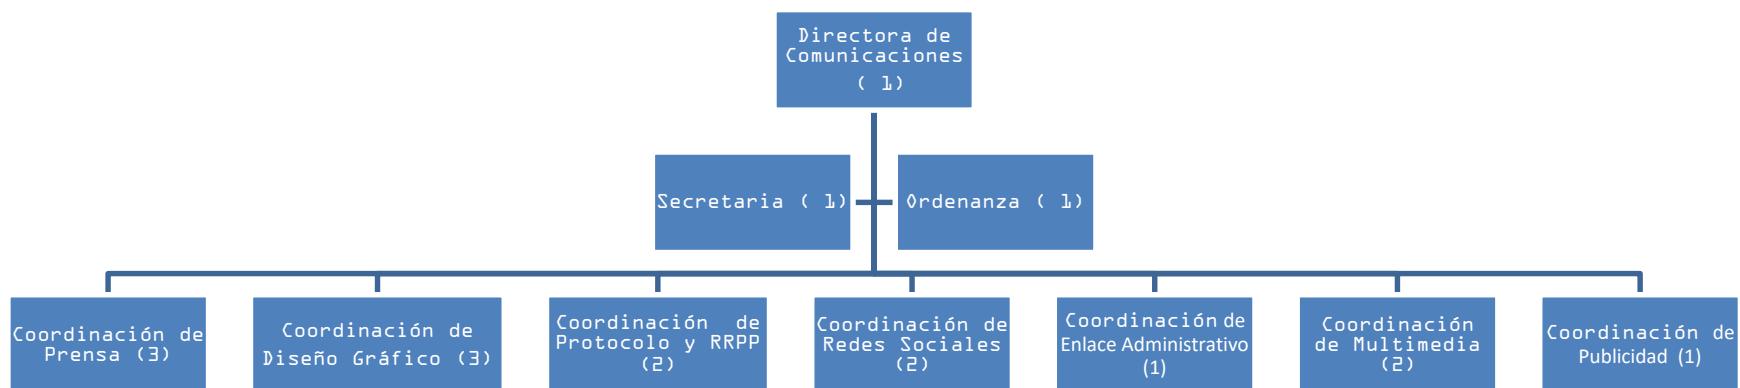 Directora de
Comunicaciones
( 1)
Secretaria ( 1)
Ordenanza ( 1)
Coordinación de
Prensa (3)
Coordinación de
Diseño Gráfico (3)
Coordinación de
Protocolo y RRPP
(2)
Coordinación de
Redes Sociales
(2)
Coordinación de
Enlace Administrativo
(1)
Coordinación
de Multimedia
(2)
Coordinación de
Publicidad (1)